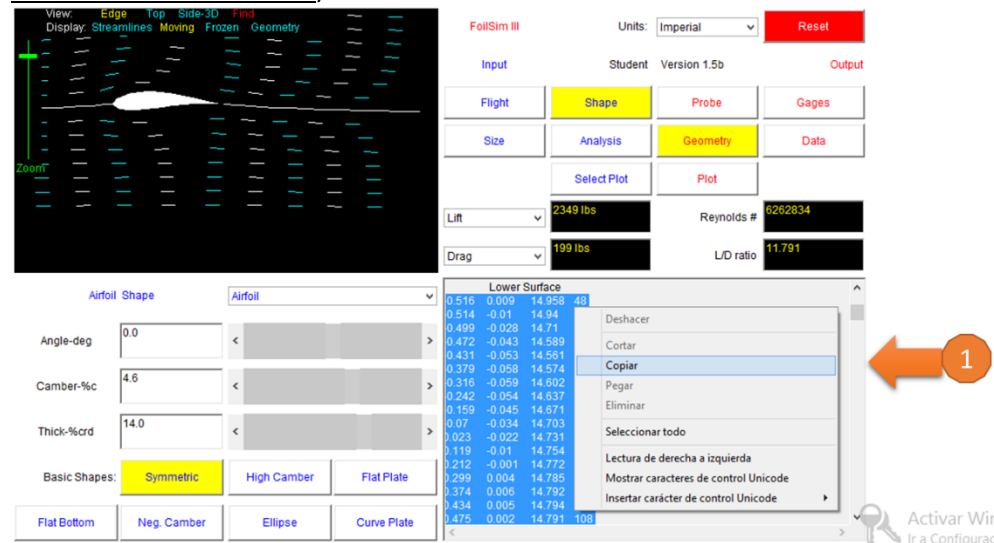 View: Edge Top Side-3D Find
Display: Streamlines Moving Frozen Geometry
Zoom
FoilSim III Units: Imperial Reset
Input Student Version 1.5b Output
Flight Shape Probe Gages
Size Analysis Geometry Data
Select Plot Plot
Lift 2349 lbs Reynolds # 6262834
Drag 199 lbs L/D ratio 11.791
Airfoil Shape Airfoil
Angle-deg 0.0
Camber-%c 4.6
Thick-%crd 14.0
Basic Shapes: Symmetric High Camber Flat Plate
Flat Bottom Neg. Camber Ellipse Curve Plate
Lower Surface
0.516 0.009 14.958 48
0.514 -0.01 14.94
0.499 -0.028 14.71
0.472 -0.043 14.589
0.431 -0.053 14.561
0.379 -0.058 14.574
0.316 -0.059 14.602
0.242 -0.054 14.637
0.159 -0.045 14.671
0.07 -0.034 14.703
0.023 -0.022 14.731
0.119 -0.01 14.754
0.212 -0.001 14.772
0.299 0.004 14.785
0.374 0.006 14.792
0.434 0.005 14.794
0.475 0.002 14.791 108
Deshacer
Cortar
Copiar
Pegar
Eliminar
Seleccionar todo
Lectura de derecha a izquierda
Mostrar caracteres de control Unicode
Insertar carácter de control Unicode
1
Activar Win
Ir a Configurac